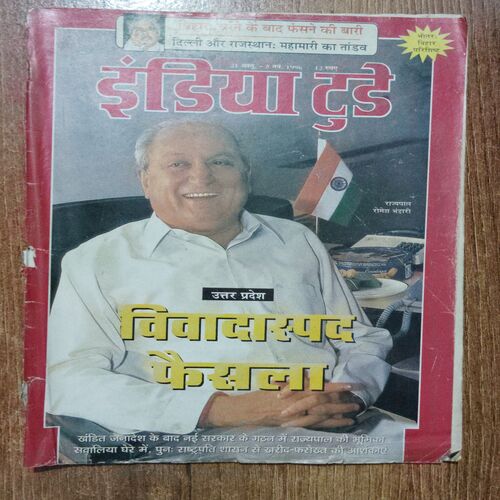 के बाद फंसने की बारी
दिल्ली और राजस्थान: महामारी का तांडव
भीतर
बिहार
परिशिष्ट
इंडिया टुडे
राज्यपाल
रोमेश भंडारी
उत्तर प्रदेश
विवादास्पद
फैसला
खंडित जनादेश के बाद नई सरकार के गठन में राज्यपाल की भूमिका
सवालिया घेरे में, पुनः राष्ट्रपति शासन से खरीद-फरोख्त की आशंकाएं